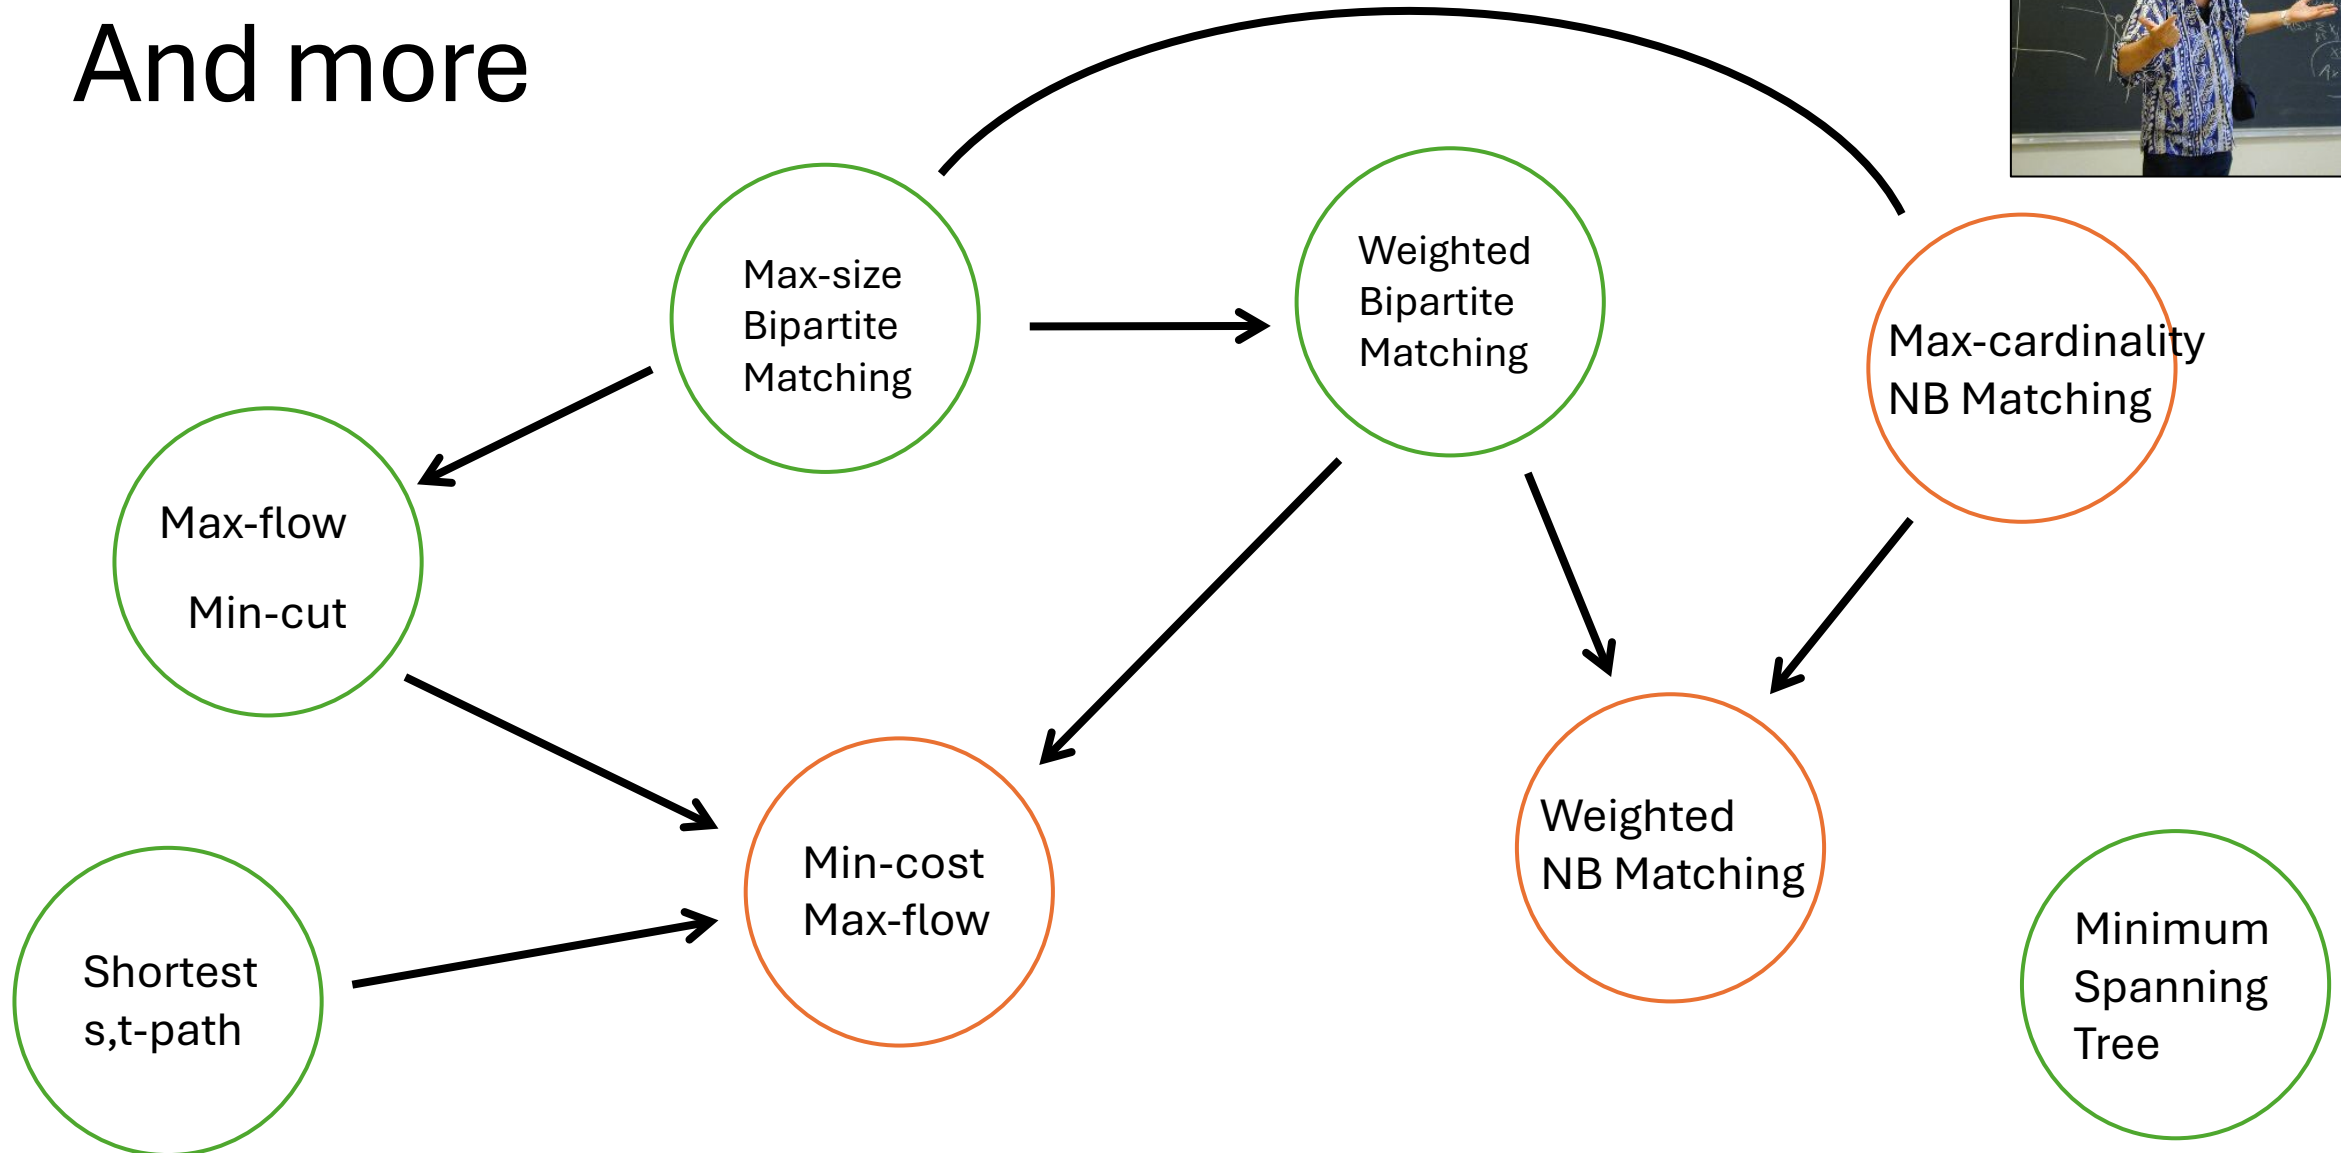 And more
Max-size
Bipartite
Matching
Weighted
Bipartite
Matching
Max-cardinality
NB Matching
Max-flow
Min-cut
Min-cost
Max-flow
Weighted
NB Matching
Shortest
s,t-path
Minimum
Spanning
Tree